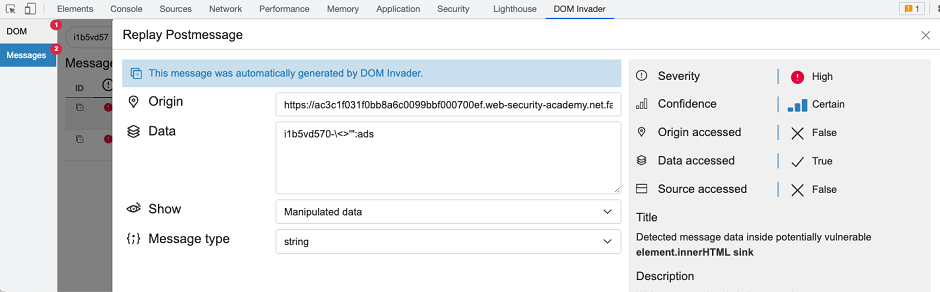 Elements Console Sources Network Performance Memory Application Security Lighthouse DOM Invader 1
DOM 1
Messages 2
i1b5vd57
Message
ID
Replay Postmessage
This message was automatically generated by DOM Invader.
Origin
https://ac3c1f031f0bb8a6c0099bbf000700ef.web-security-academy.net.fa
Data
i1b5vd570-\<>'":ads
Show
Manipulated data
Message type
string
Severity High
Confidence Certain
Origin accessed False
Data accessed True
Source accessed False
Title
Detected message data inside potentially vulnerable
element.innerHTML sink
Description